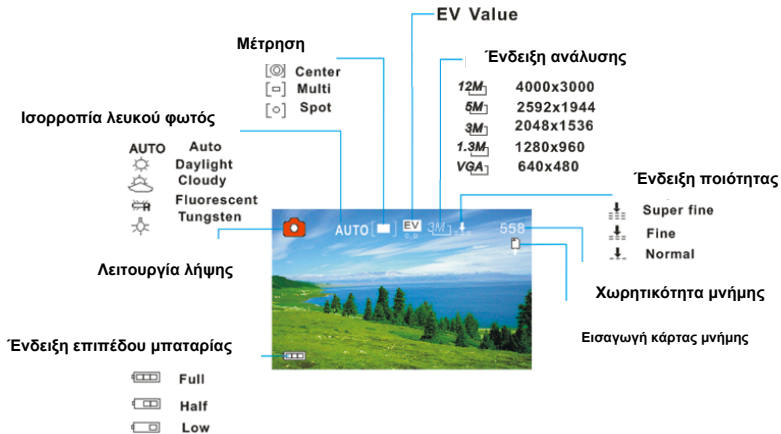 EV Value
Μέτρηση
Center
Multi
Spot
Ένδειξη ανάλυσης
12M 4000x3000
5M 2592x1944
3M 2048x1536
1.3M 1280x960
VGA 640x480
Ισορροπία λευκού φωτός
AUTO Auto
Daylight
Cloudy
Fluorescent
Tungsten
Ένδειξη ποιότητας
Super fine
Fine
Normal
AUTO EV 0.0 3M 558
Λειτουργία λήψης
Χωρητικότητα μνήμης
Εισαγωγή κάρτας μνήμης
Ένδειξη επιπέδου μπαταρίας
Full
Half
Low